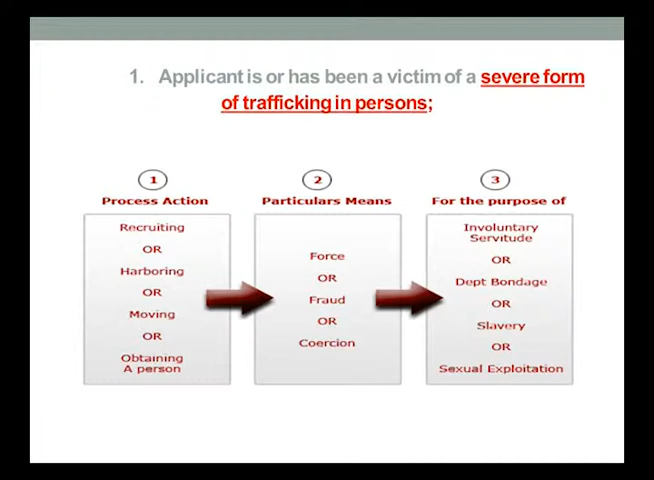 1. Applicant is or has been a victim of a severe form
of trafficking in persons;
1
Process Action
Recruiting
OR
Harboring
OR
Moving
OR
Obtaining
A person
2
Particulars Means
Force
OR
Fraud
OR
Coercion
3
For the purpose of
Involuntary
Servitude
OR
Dept Bondage
OR
Slavery
OR
Sexual Exploitation